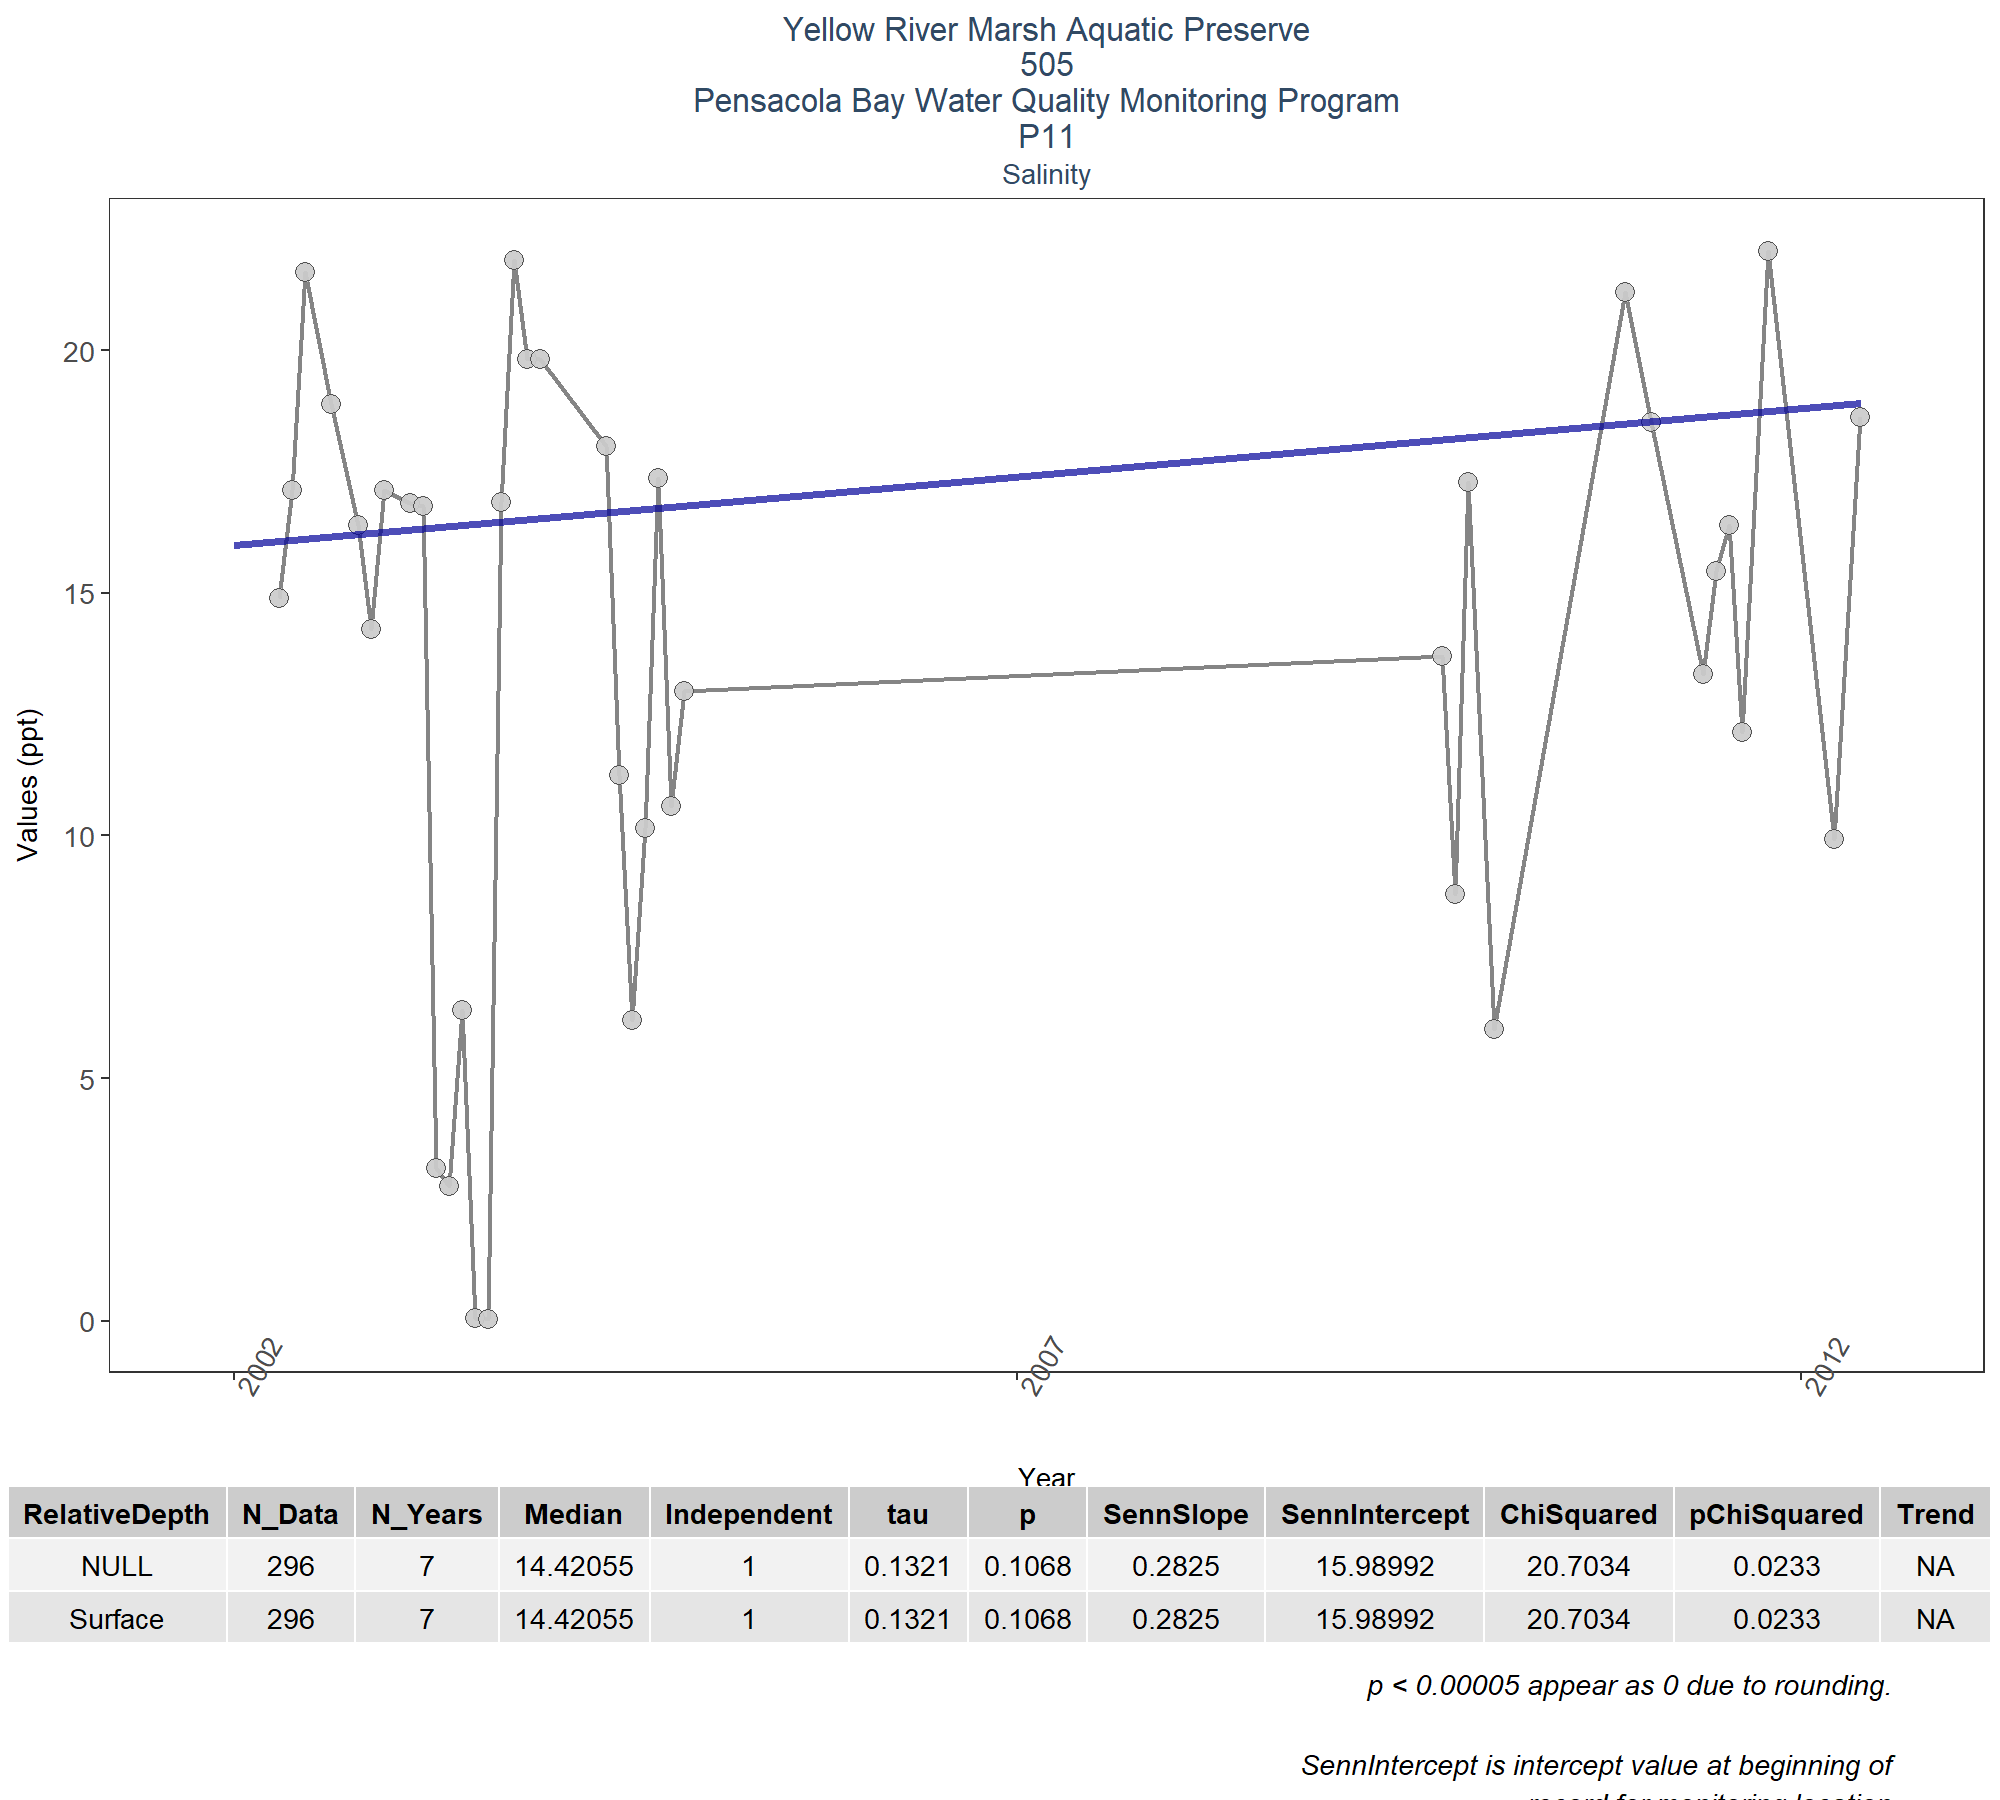 Yellow River Marsh Aquatic Preserve
505
Pensacola Bay Water Quality Monitoring Program
P11
Salinity
Values (ppt)
20
15
10
5
0
2002
2007
2012
Year
RelativeDepth N_Data N_Years Median Independent tau p SennSlope SennIntercept ChiSquared pChiSquared Trend
NULL 296 7 14.42055 1 0.1321 0.1068 0.2825 15.98992 20.7034 0.0233 NA
Surface 296 7 14.42055 1 0.1321 0.1068 0.2825 15.98992 20.7034 0.0233 NA
p < 0.00005 appear as 0 due to rounding.
SennIntercept is intercept value at beginning of
record for monitoring location